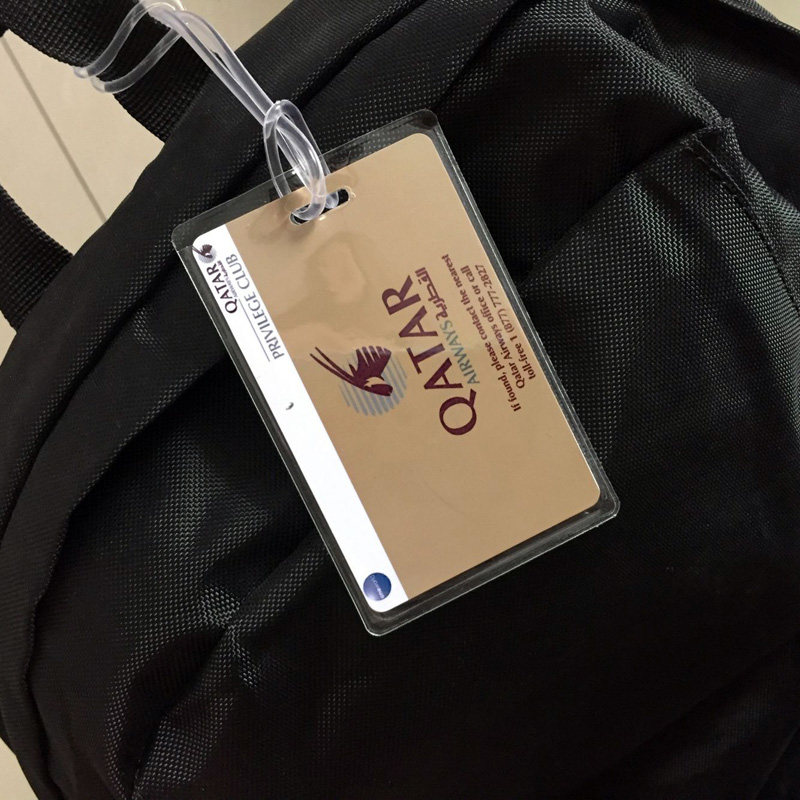 QATAR
PRIVILEGE CLUB
QATAR
AIRWAYS القطرية
If found, please contact the nearest
Qatar Airways office or call
toll-free 1 (877) 777-2827